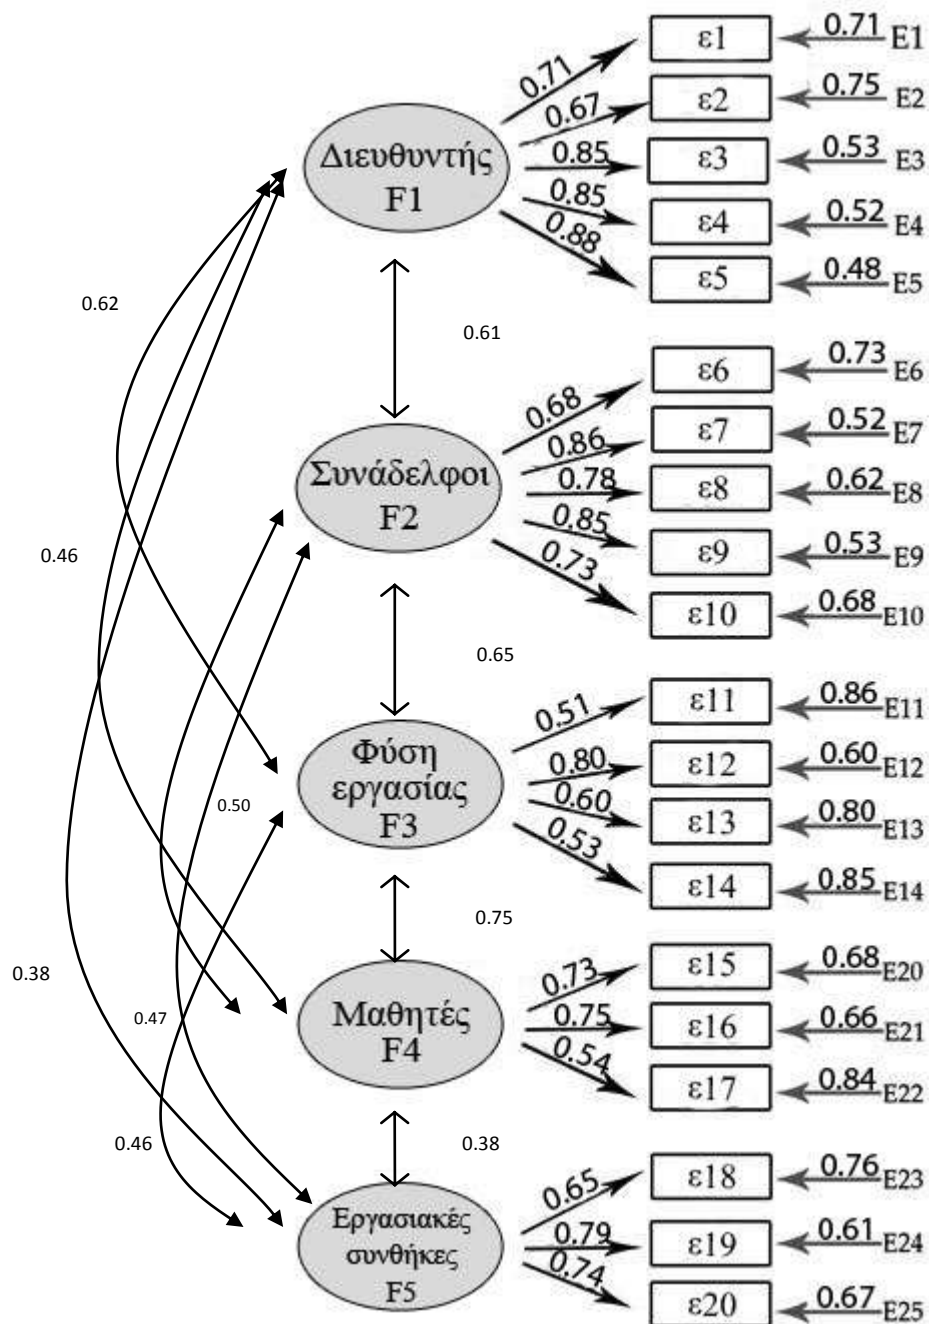 0.71
ε1
0.71
E1
0.67
ε2
0.75
E2
Διευθυντής
F1
0.85
ε3
0.53
E3
0.85
ε4
0.52
E4
0.88
ε5
0.48
E5
0.62
0.61
0.68
ε6
0.73
E6
0.86
ε7
0.52
E7
Συνάδελφοι
F2
0.78
ε8
0.62
E8
0.85
ε9
0.53
E9
0.73
ε10
0.68
E10
0.46
0.65
0.51
ε11
0.86
E11
Φύση
εργασίας
F3
0.80
ε12
0.60
E12
0.60
ε13
0.80
E13
0.53
ε14
0.85
E14
0.50
0.75
0.38
0.73
ε15
0.68
E20
Μαθητές
F4
0.75
ε16
0.66
E21
0.54
ε17
0.84
E22
0.47
0.46
0.38
0.65
ε18
0.76
E23
Εργασιακές
συνθήκες
F5
0.79
ε19
0.61
E24
0.74
ε20
0.67
E25